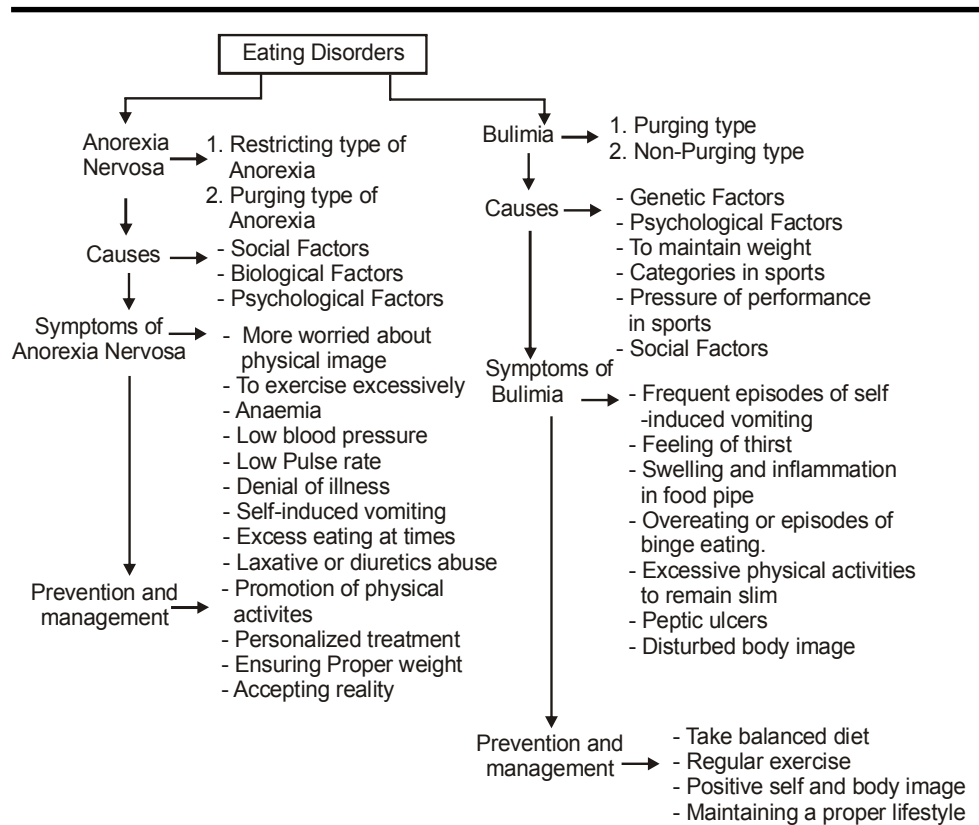 Eating Disorders
Anorexia
Nervosa
1. Restricting type of
Anorexia
2. Purging type of
Anorexia
Causes
- Social Factors
- Biological Factors
- Psychological Factors
Symptoms of
Anorexia Nervosa
- More worried about
physical image
- To exercise excessively
- Anaemia
- Low blood pressure
- Low Pulse rate
- Denial of illness
- Self-induced vomiting
- Excess eating at times
- Laxative or diuretics abuse
Prevention and
management
- Promotion of physical
activites
- Personalized treatment
- Ensuring Proper weight
- Accepting reality
Bulimia
1. Purging type
2. Non-Purging type
Causes
- Genetic Factors
- Psychological Factors
- To maintain weight
- Categories in sports
- Pressure of performance
in sports
- Social Factors
Symptoms of
Bulimia
- Frequent episodes of self
-induced vomiting
- Feeling of thirst
- Swelling and inflammation
in food pipe
- Overeating or episodes of
binge eating.
- Excessive physical activities
to remain slim
- Peptic ulcers
- Disturbed body image
Prevention and
management
- Take balanced diet
- Regular exercise
- Positive self and body image
- Maintaining a proper lifestyle